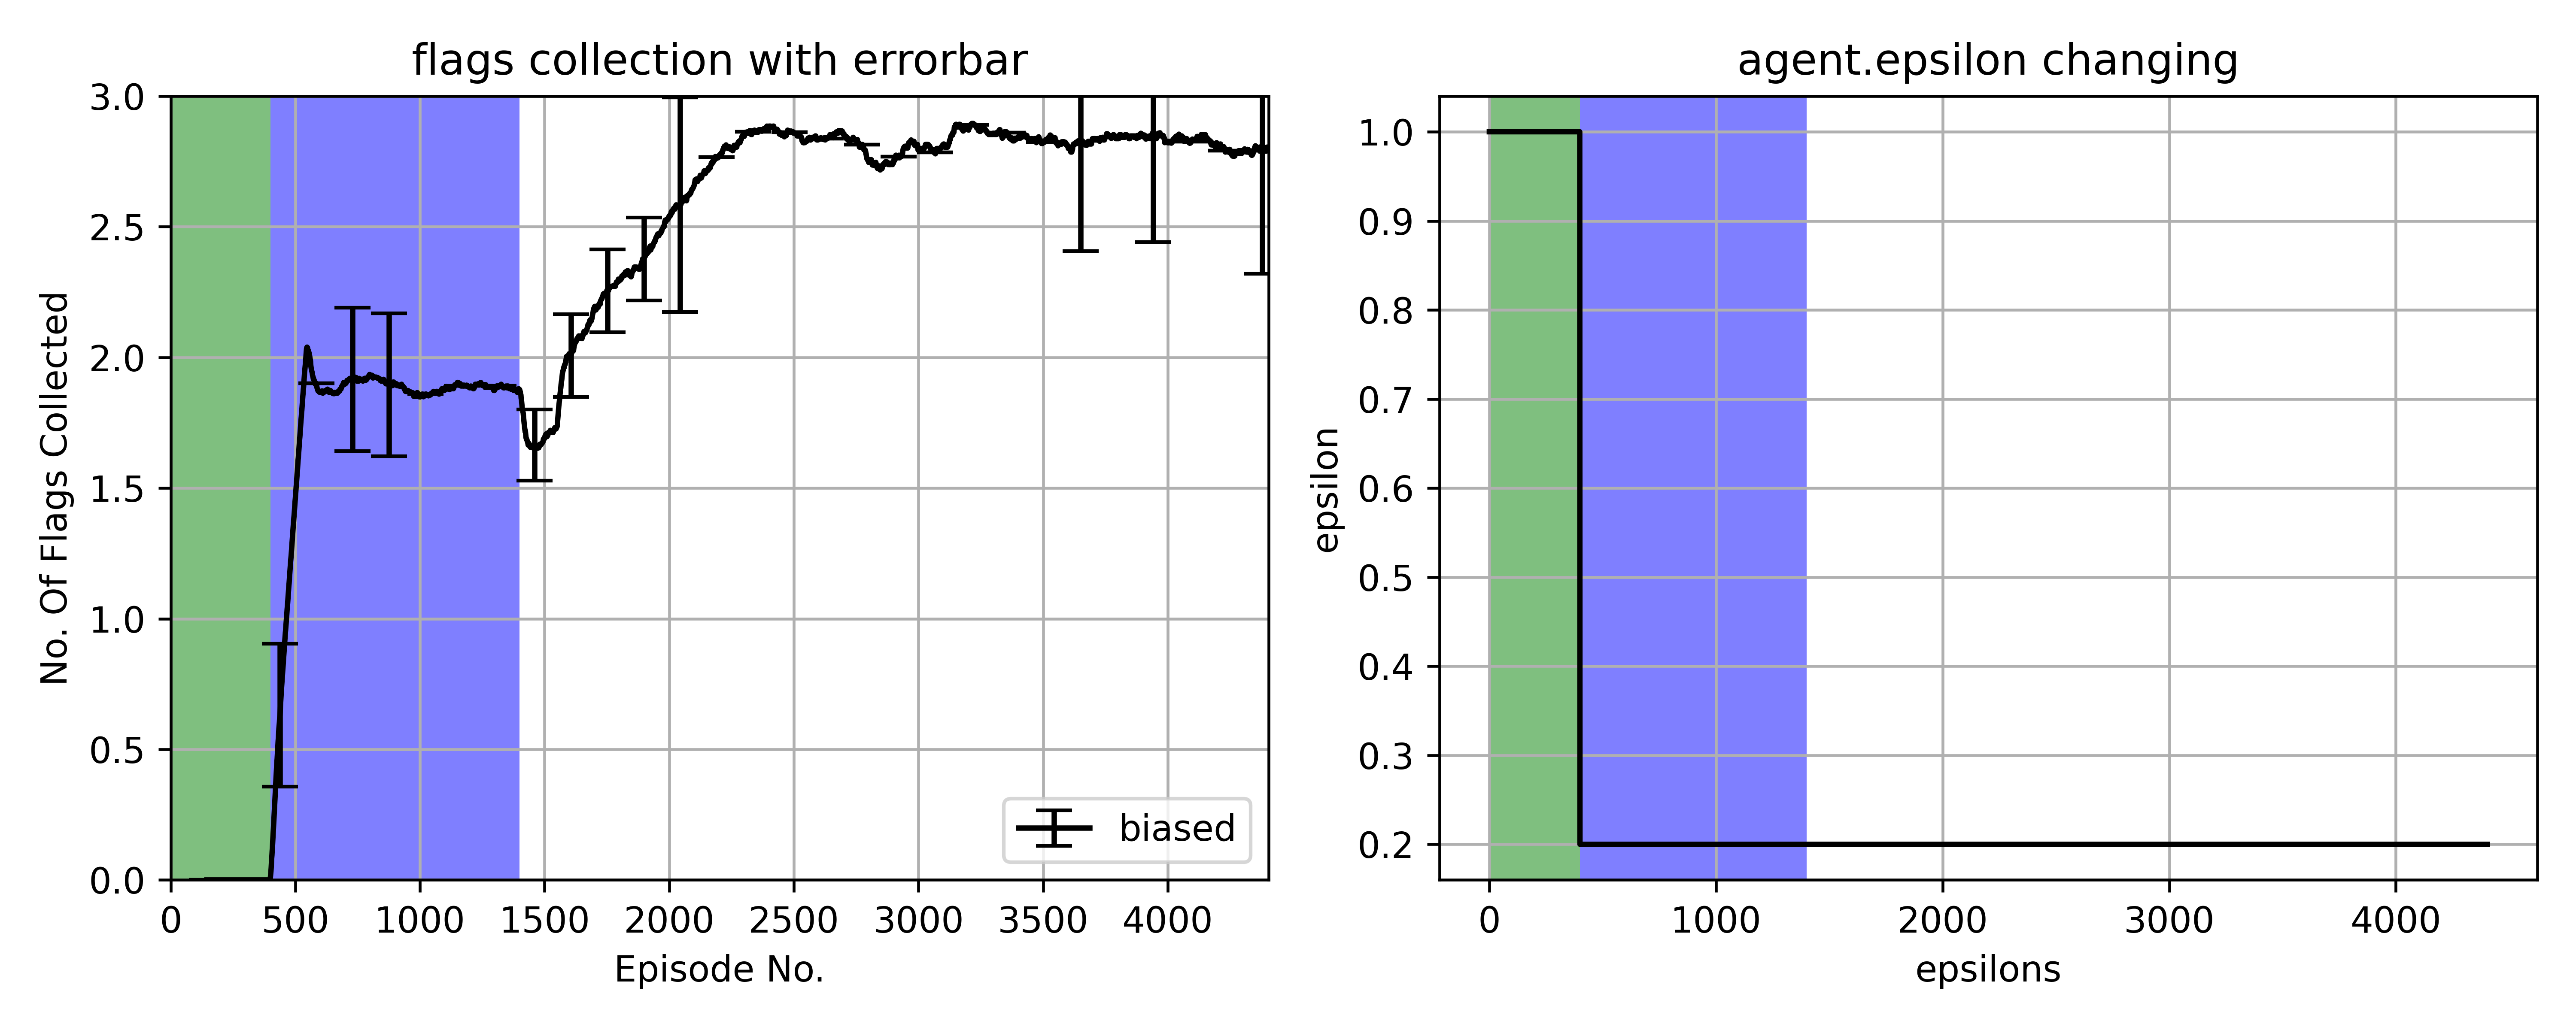 flags collection with errorbar
3.0
2.5
2.0
1.5
1.0
0.5
0.0
No. Of Flags Collected
0 500 1000 1500 2000 2500 3000 3500 4000
Episode No.
biased
agent.epsilon changing
1.0
0.9
0.8
0.7
0.6
0.5
0.4
0.3
0.2
epsilon
0 1000 2000 3000 4000
epsilons